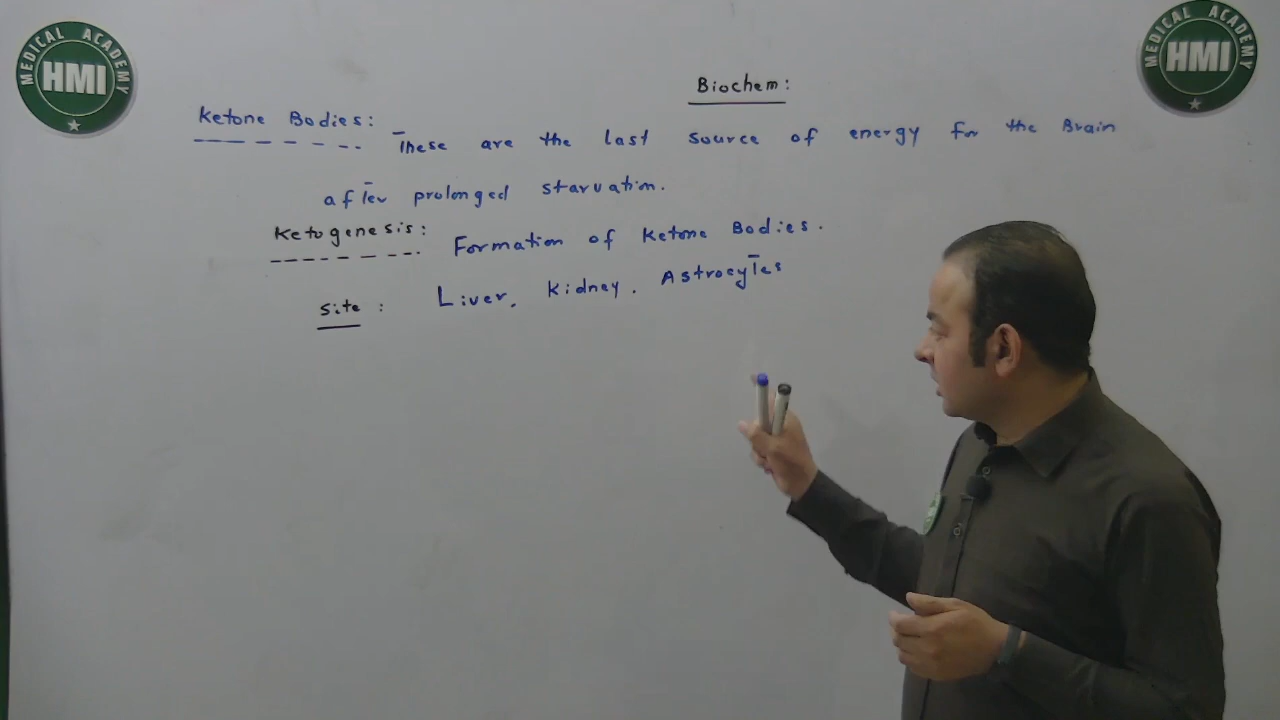 MEDICAL ACADEMY
HMI
MEDICAL ACADEMY
HMI
Biochem:
Ketone Bodies: These are the last source of energy for the Brain
after prolonged starvation.
Ketogenesis: Formation of Ketone Bodies.
Site: Liver, Kidney. Astrocytes